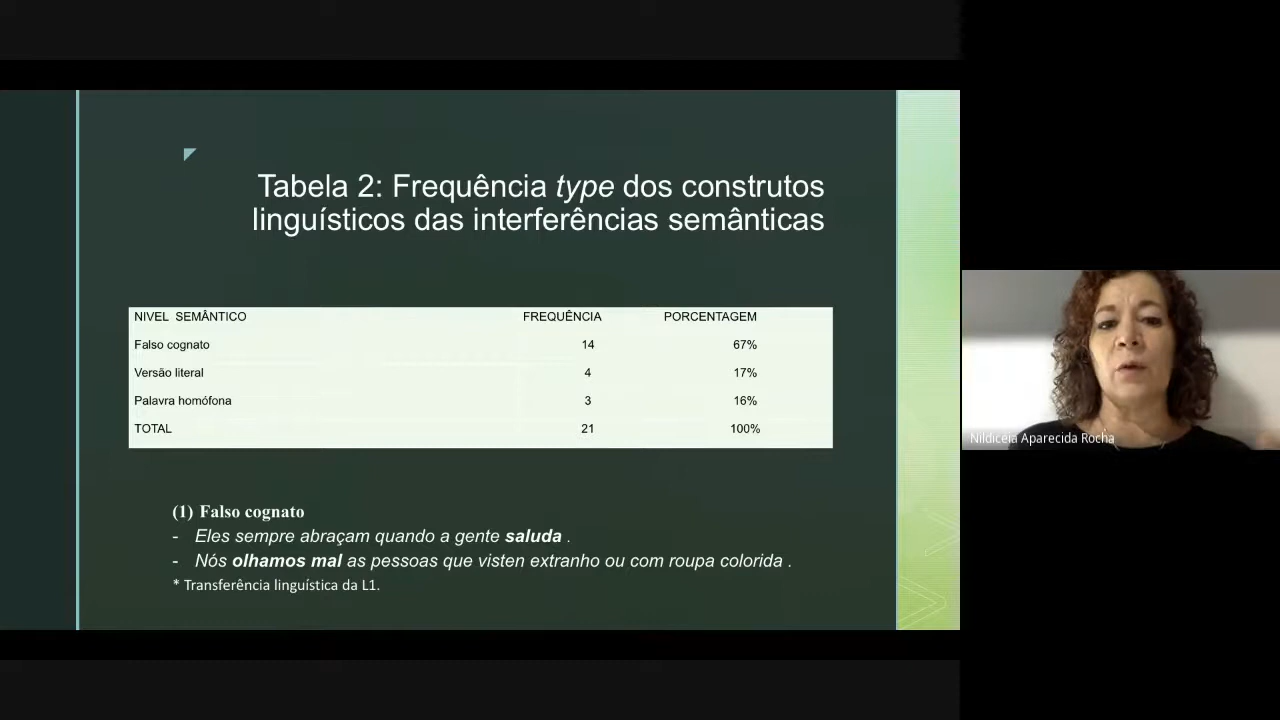 Tabela 2: Frequência type dos construtos
linguísticos das interferências semânticas
NIVEL SEMÂNTICO FREQUÊNCIA PORCENTAGEM
Falso cognato 14 67%
Versão literal 4 17%
Palavra homófona 3 16%
TOTAL 21 100%
(1) Falso cognato
- Eles sempre abraçam quando a gente saluda .
- Nós olhamos mal as pessoas que visten extranho ou com roupa colorida .
* Transferência linguística da L1.
Nildiceia Aparecida Rocha